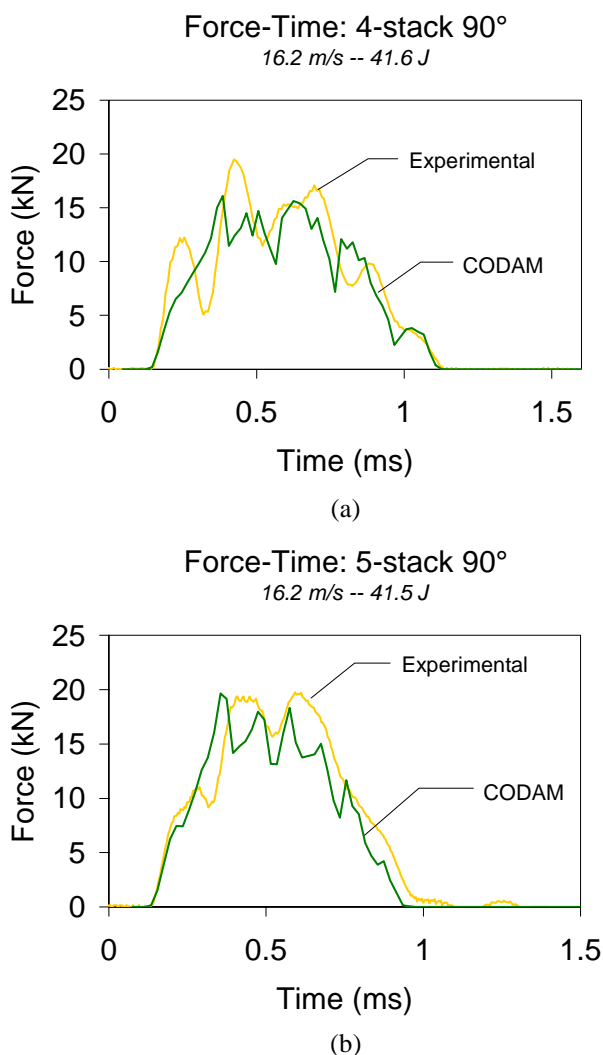 Force-Time: 4-stack 90°
16.2 m/s -- 41.6 J
25
20
15
10
5
0
Force (kN)
Experimental
CODAM
0
0.5
1
1.5
Time (ms)
(a)
Force-Time: 5-stack 90°
16.2 m/s -- 41.5 J
25
20
15
10
5
0
Force (kN)
Experimental
CODAM
0
0.5
1
1.5
Time (ms)
(b)